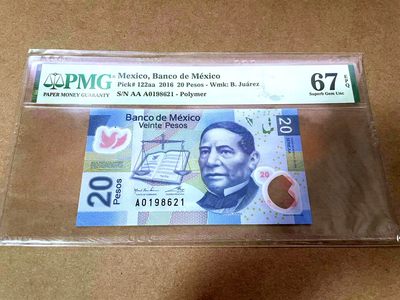 PMG
PAPER MONEY GUARANTY
Mexico, Banco de México
Pick# 122aa 2016 20 Pesos - Wmk: B. Juárez
S/N AA A0198621 - Polymer
67 EPQ
Superb Gem Unc
Banco de México
Veinte Pesos
20
20
20
Pesos
A0198621